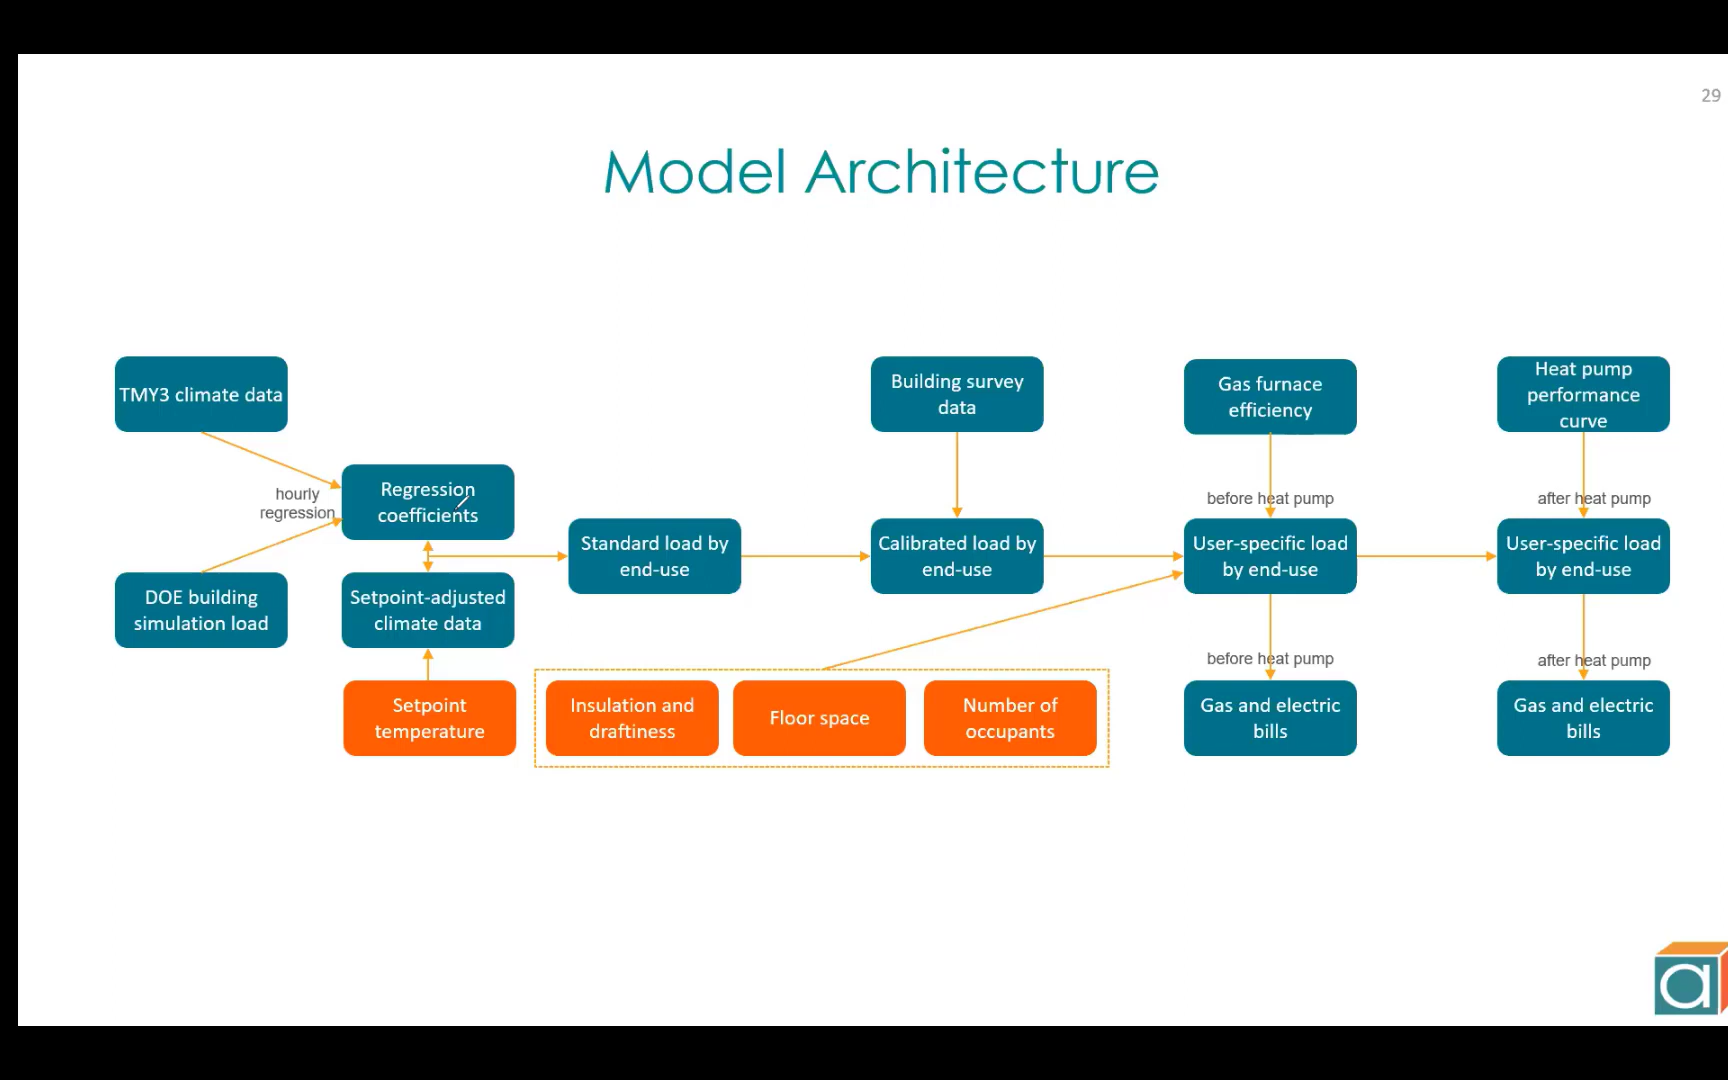 29
Model Architecture
TMY3 climate data
Building survey
data
Gas furnace
efficiency
Heat pump
performance
curve
hourly
regression
Regression
coefficients
before heat pump
after heat pump
DOE building
simulation load
Setpoint-adjusted
climate data
Standard load by
end-use
Calibrated load by
end-use
User-specific load
by end-use
User-specific load
by end-use
before heat pump
after heat pump
Setpoint
temperature
Insulation and
draftiness
Floor space
Number of
occupants
Gas and electric
bills
Gas and electric
bills
a